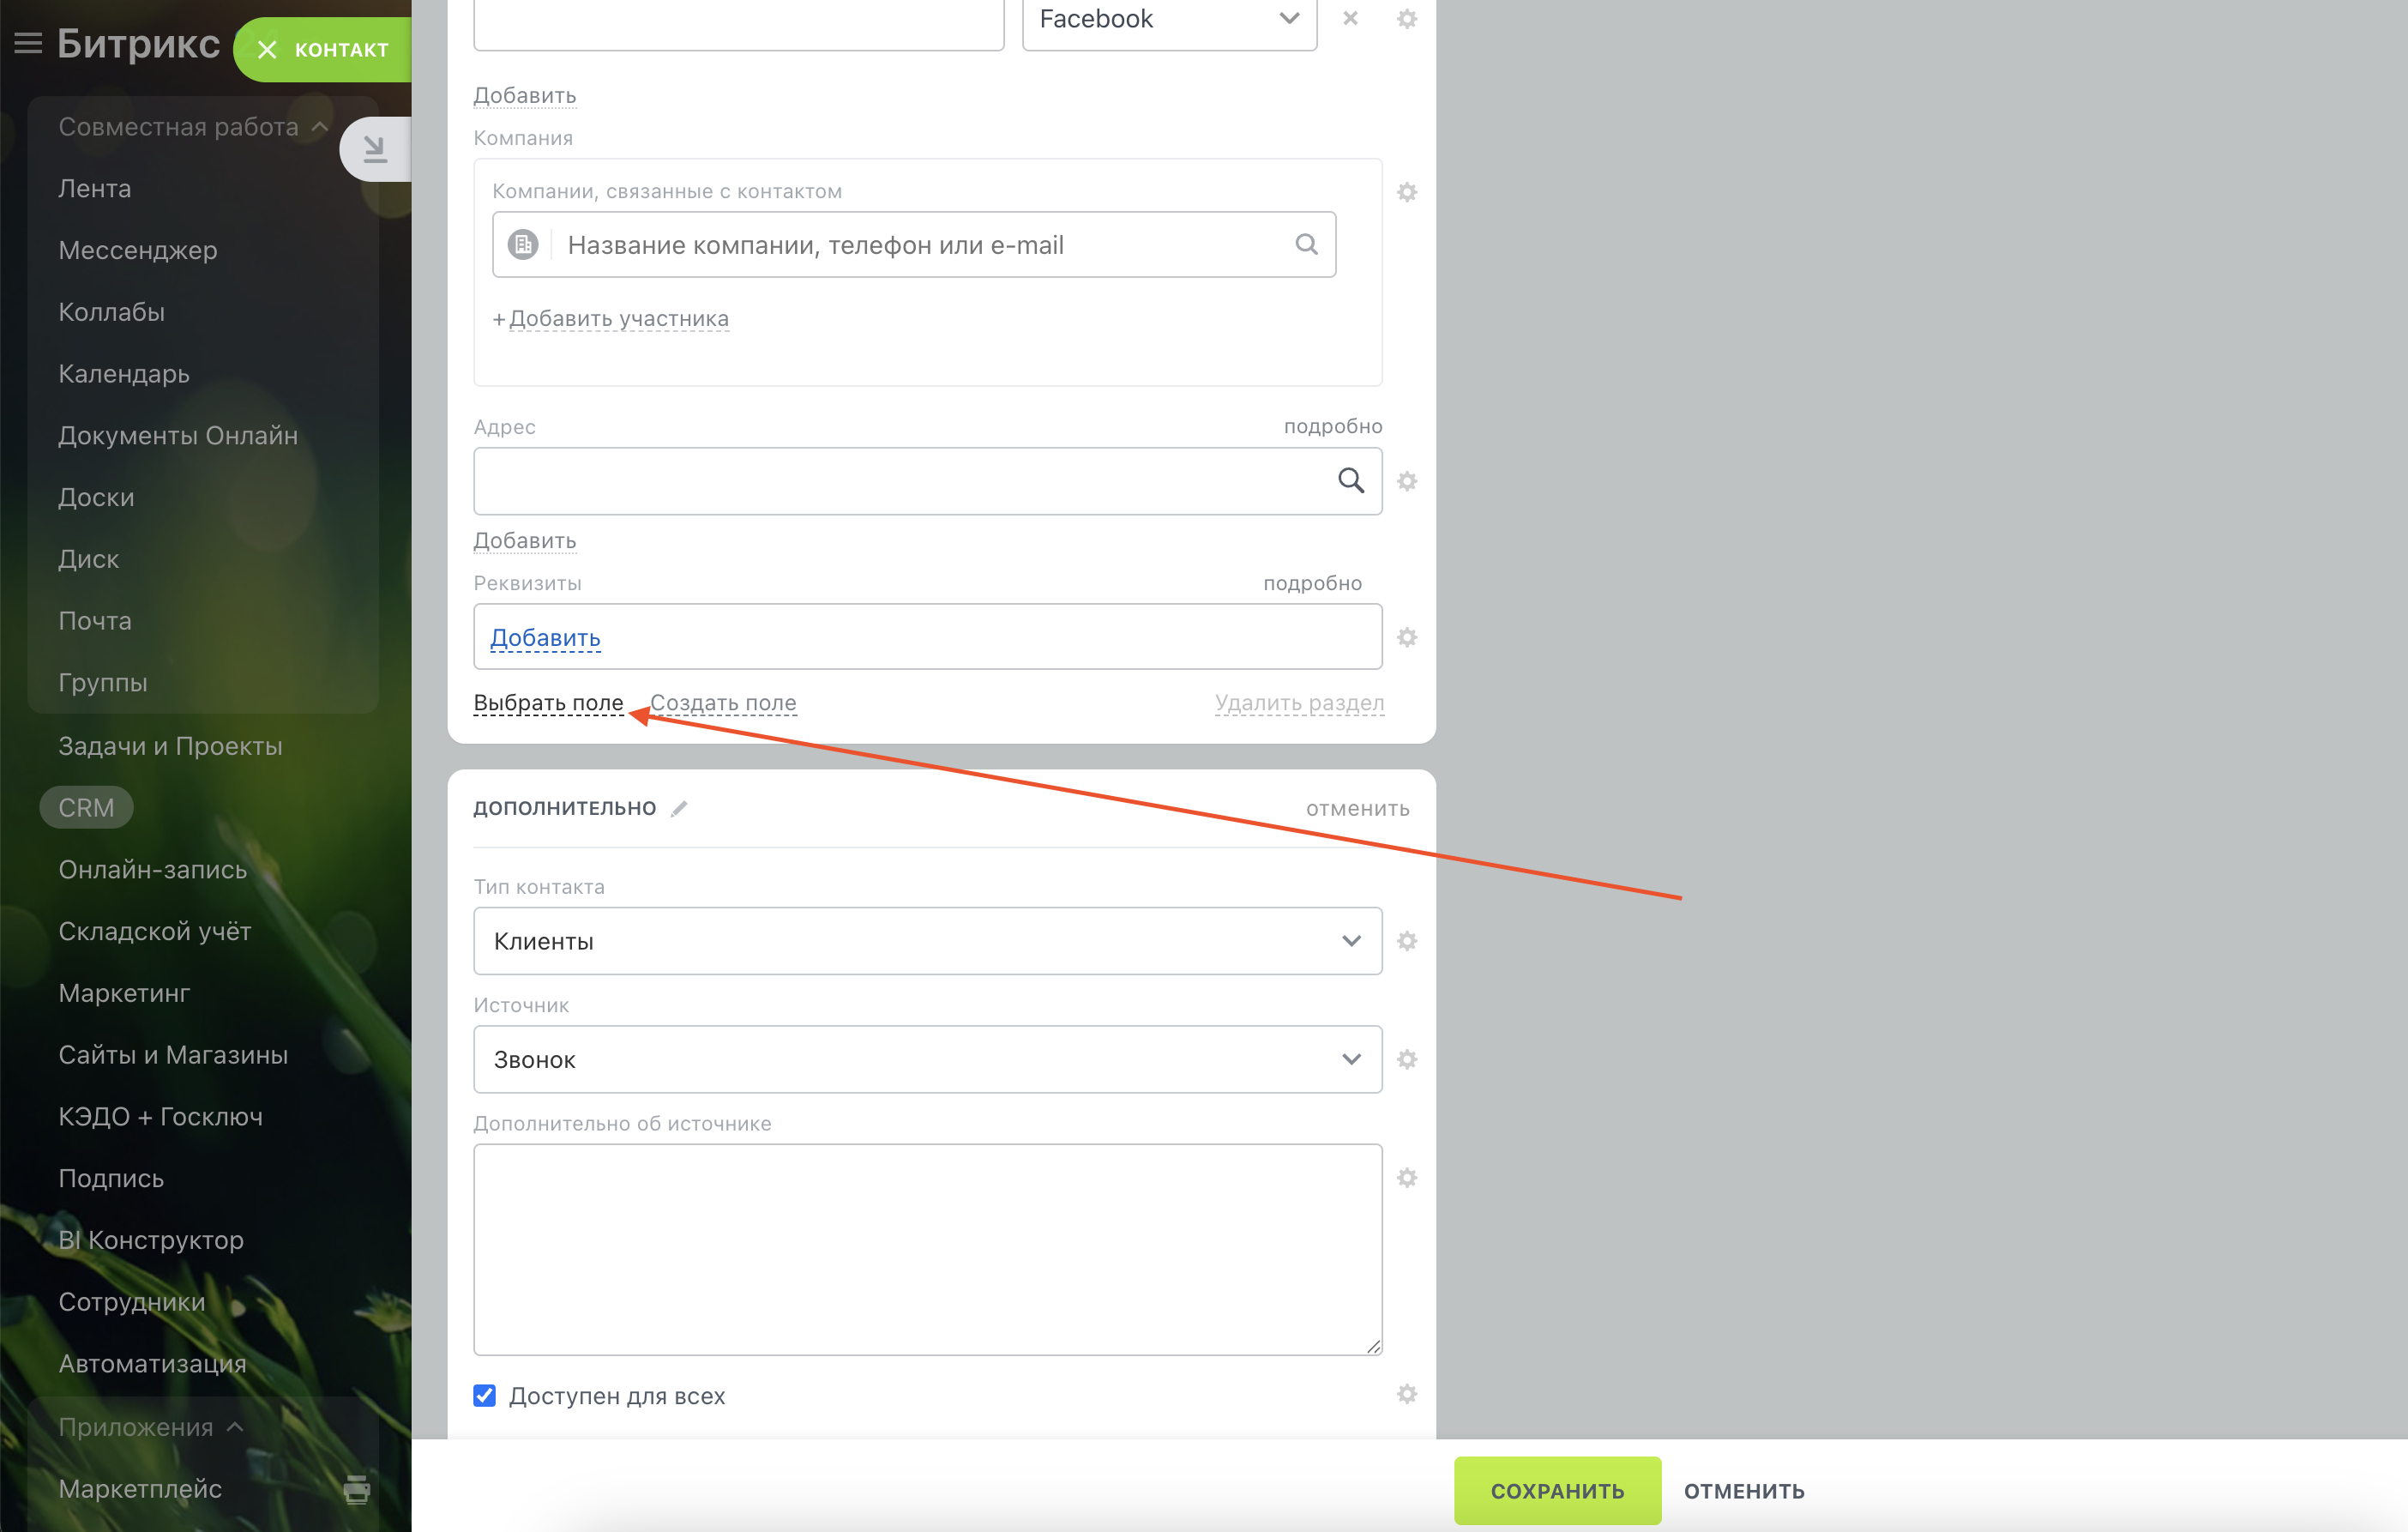 Битрикс 24
КОНТАКТ
Совместная работа
Лента
Мессенджер
Коллабы
Календарь
Документы Онлайн
Доски
Диск
Почта
Группы
Задачи и Проекты
CRM
Онлайн-запись
Складской учёт
Маркетинг
Сайты и Магазины
КЭДО + Госключ
Подпись
BI Конструктор
Сотрудники
Автоматизация
Приложения
Маркетплейс
Facebook
Добавить
Компания
Компании, связанные с контактом
Название компании, телефон или e-mail
+ Добавить участника
Адрес подробно
Добавить
Реквизиты подробно
Добавить
Выбрать поле Создать поле Удалить раздел
ДОПОЛНИТЕЛЬНО отменить
Тип контакта
Клиенты
Источник
Звонок
Дополнительно об источнике
Доступен для всех
СОХРАНИТЬ ОТМЕНИТЬ